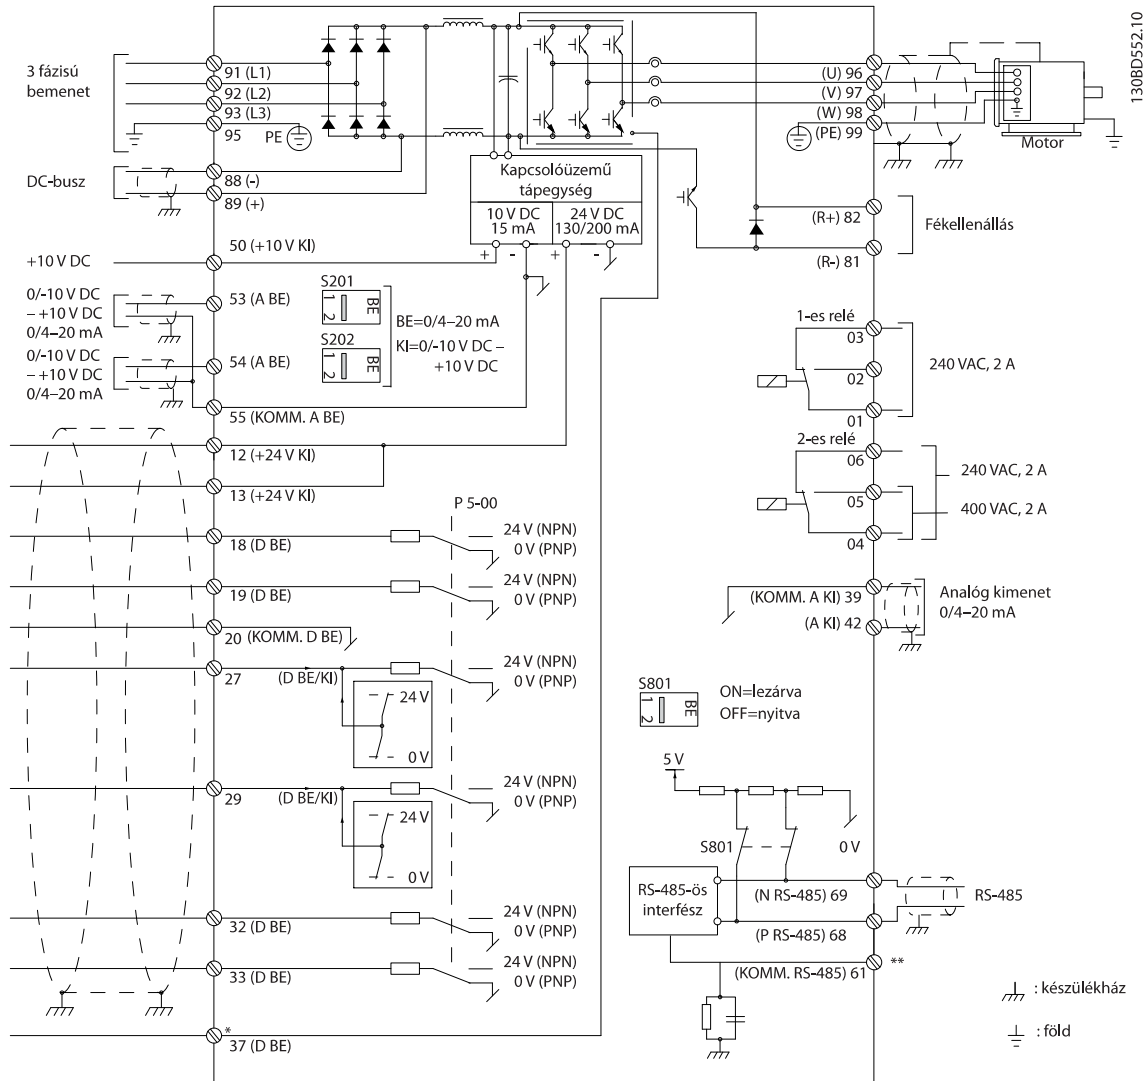 130BD552.10
3 fázisú
bemenet
91 (L1)
92 (L2)
93 (L3)
95
PE
DC-busz
88 (-)
89 (+)
+10 V DC
50 (+10 V KI)
0/-10 V DC
– +10 V DC
0/4–20 mA
53 (A BE)
0/-10 V DC
– +10 V DC
0/4–20 mA
54 (A BE)
55 (KOMM. A BE)
12 (+24 V KI)
13 (+24 V KI)
18 (D BE)
19 (D BE)
20 (KOMM. D BE)
27
(D BE/KI)
24 V
0 V
29
(D BE/KI)
24 V
0 V
32 (D BE)
33 (D BE)
*
37 (D BE)
Kapcsolóüzemű
tápegység
10 V DC
15 mA
24 V DC
130/200 mA
+ - + -
S201
1 2 BE
S202
1 2 BE
BE=0/4–20 mA
KI=0/-10 V DC –
+10 V DC
P 5-00
24 V (NPN)
0 V (PNP)
24 V (NPN)
0 V (PNP)
24 V (NPN)
0 V (PNP)
24 V (NPN)
0 V (PNP)
24 V (NPN)
0 V (PNP)
24 V (NPN)
0 V (PNP)
(U) 96
(V) 97
(W) 98
(PE) 99
Motor
(R+) 82
(R-) 81
Fékellenállás
1-es relé
03
02
01
240 VAC, 2 A
2-es relé
06
05
04
240 VAC, 2 A
400 VAC, 2 A
(KOMM. A KI) 39
(A KI) 42
Analóg kimenet
0/4–20 mA
S801
1 2 BE
ON=lezárva
OFF=nyitva
5 V
S801
0 V
RS-485-ös
interfész
(N RS-485) 69
(P RS-485) 68
RS-485
(KOMM. RS-485) 61
**
: készülékház
: föld